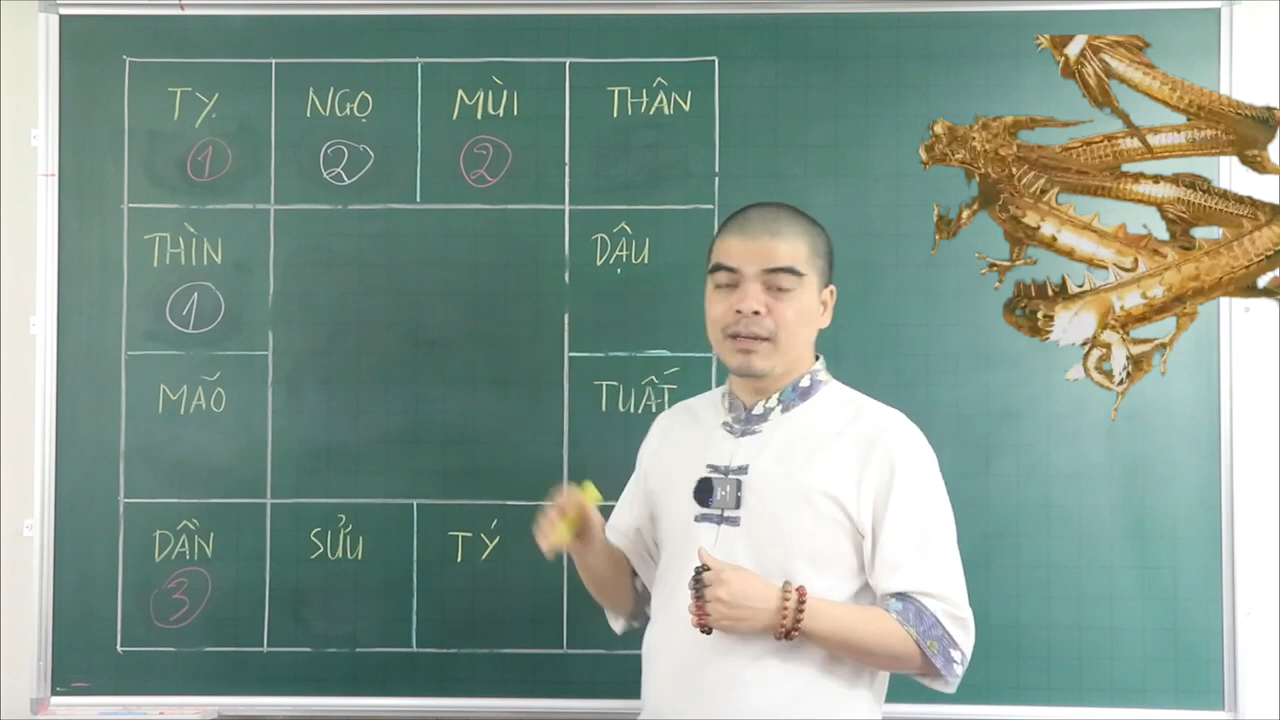 TỴ NGỌ MÙI THÂN
1 2 2
THÌN DẬU
1
MÃO TUẤT
DẦN SỬU TÝ
3